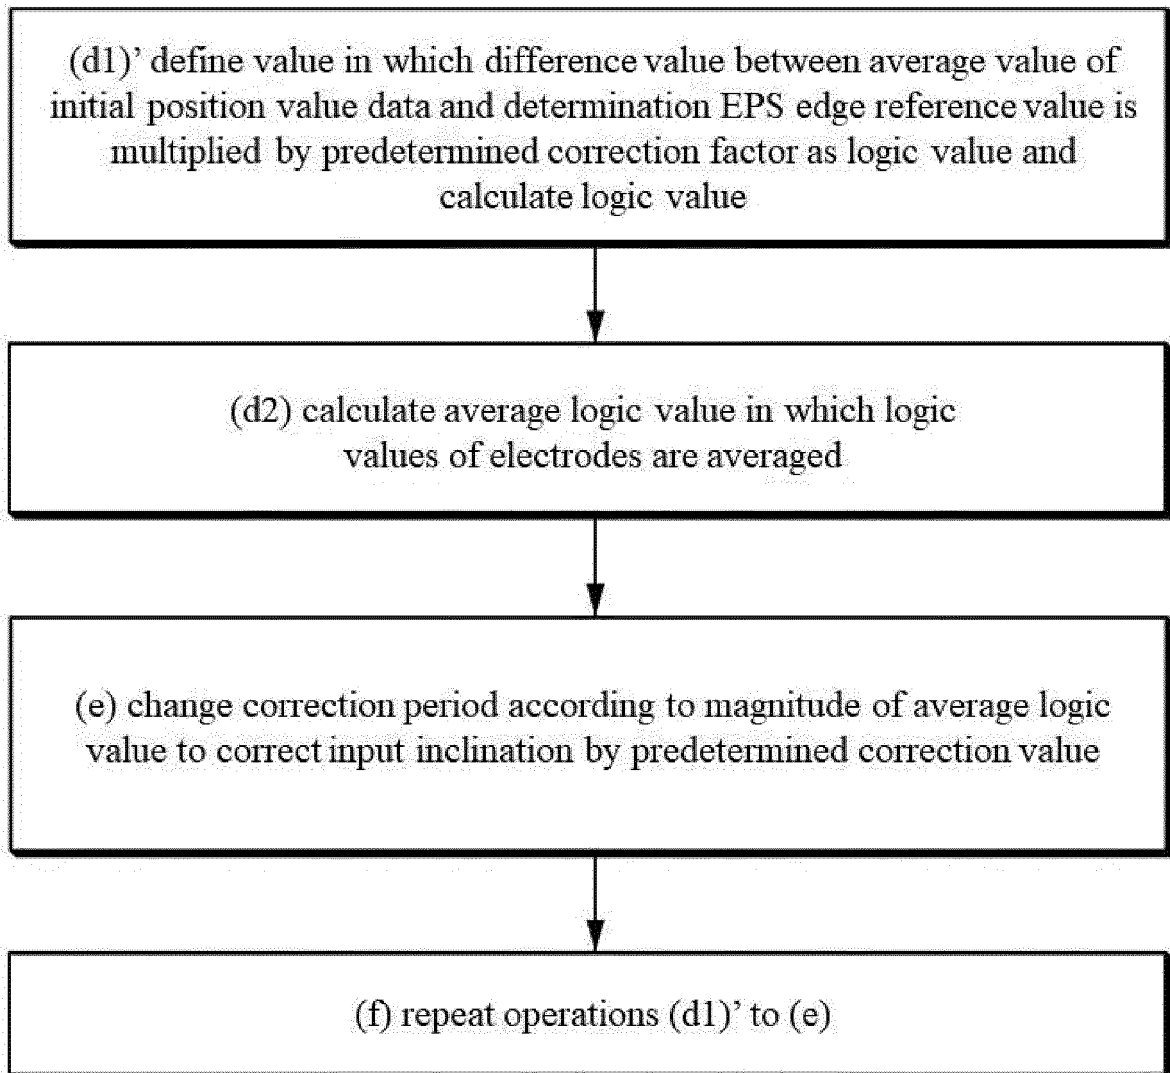 (d1)’ define value in which difference value between average value of
initial position value data and determination EPS edge reference value is
multiplied by predetermined correction factor as logic value and
calculate logic value
(d2) calculate average logic value in which logic
values of electrodes are averaged
(e) change correction period according to magnitude of average logic
value to correct input inclination by predetermined correction value
(f) repeat operations (d1)’ to (e)